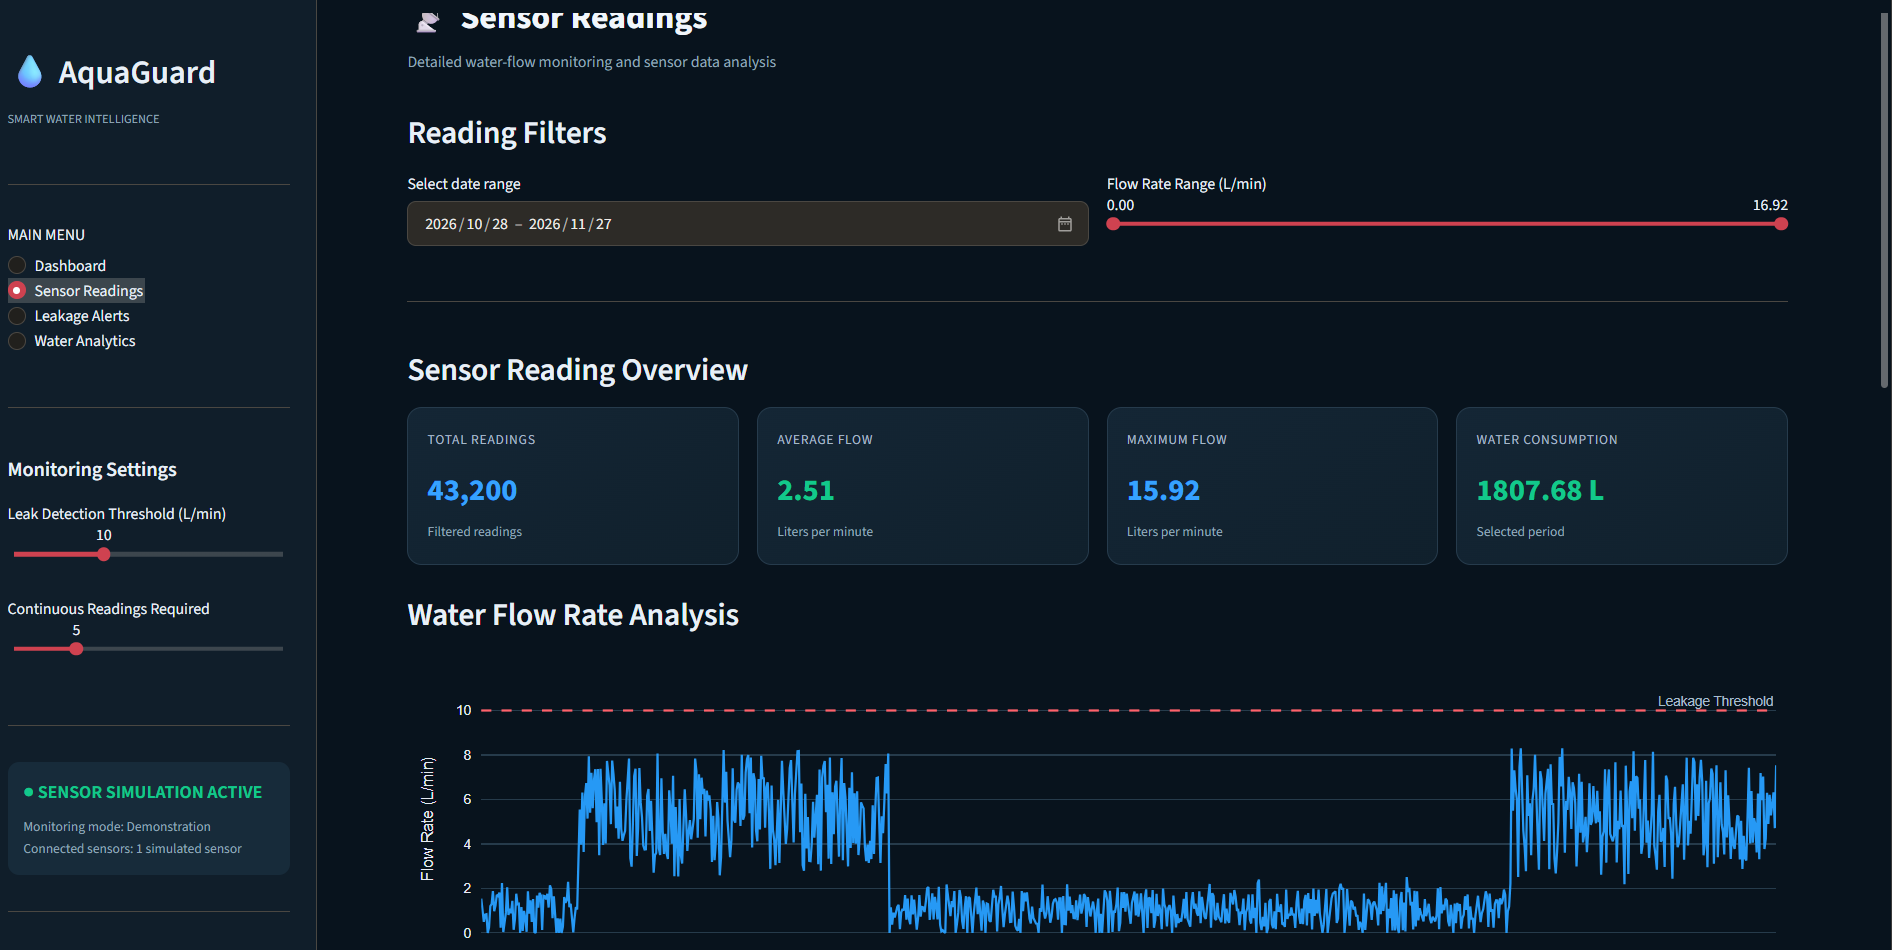 AquaGuard
SMART WATER INTELLIGENCE
MAIN MENU
Dashboard
Sensor Readings
Leakage Alerts
Water Analytics
Monitoring Settings
Leak Detection Threshold (L/min)
10
Continuous Readings Required
5
SENSOR SIMULATION ACTIVE
Monitoring mode: Demonstration
Connected sensors: 1 simulated sensor
Sensor Readings
Detailed water-flow monitoring and sensor data analysis
Reading Filters
Select date range
2026/10/28 – 2026/11/27
Flow Rate Range (L/min)
0.00 16.92
Sensor Reading Overview
TOTAL READINGS
43,200
Filtered readings
AVERAGE FLOW
2.51
Liters per minute
MAXIMUM FLOW
15.92
Liters per minute
WATER CONSUMPTION
1807.68 L
Selected period
Water Flow Rate Analysis
Leakage Threshold
Flow Rate (L/min)
10
8
6
4
2
0